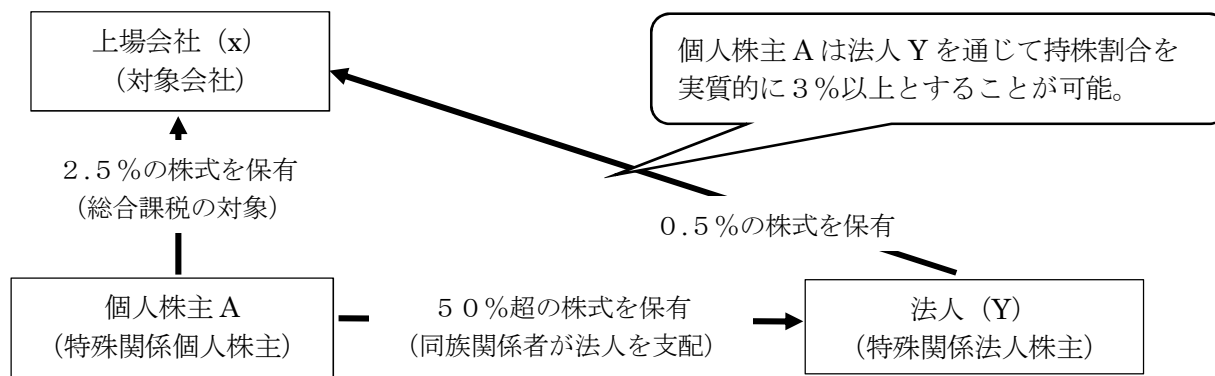 上場会社（x）
（対象会社）
個人株主 A は法人 Y を通じて持株割合を
実質的に３％以上とすることが可能。
２.５％の株式を保有
（総合課税の対象）
０.５％の株式を保有
個人株主 A
（特殊関係個人株主）
５０％超の株式を保有
（同族関係者が法人を支配）
法人（Y）
（特殊関係法人株主）